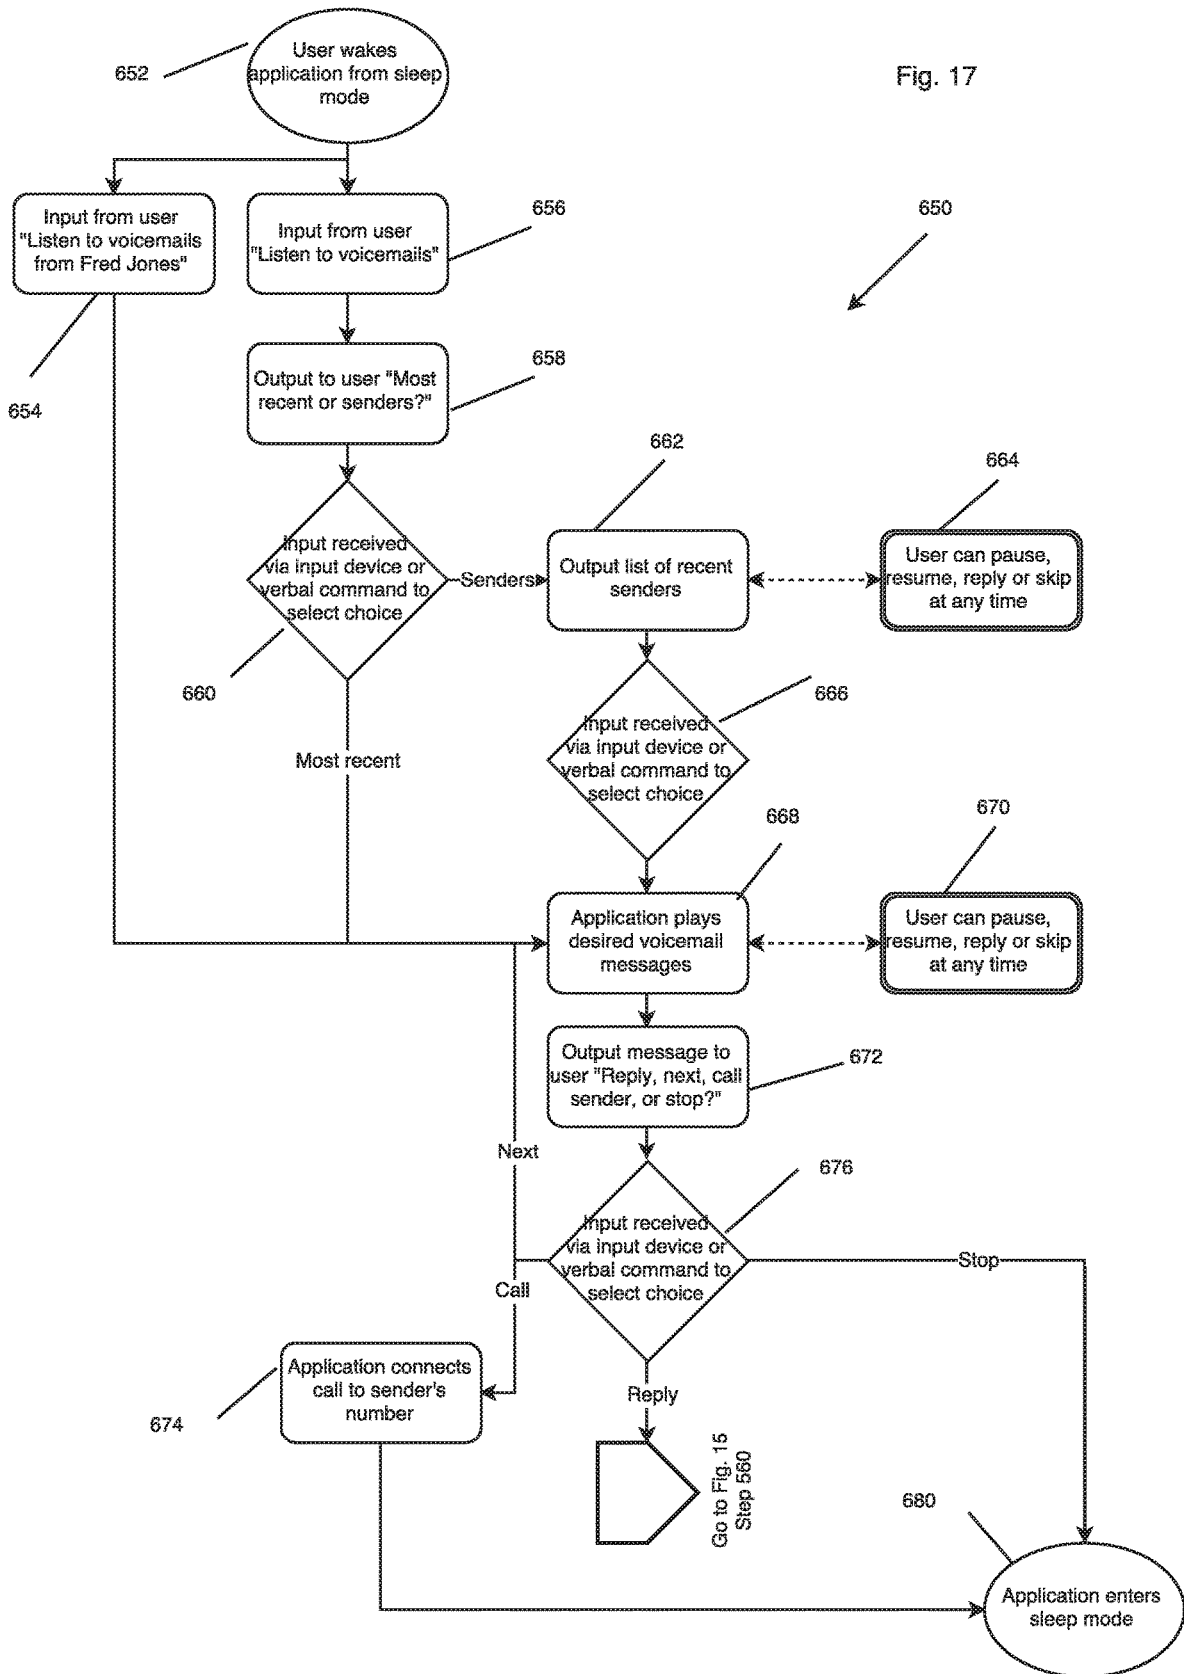 User wakes
application from sleep
mode
652
Fig. 17
Input from user
"Listen to voicemails
from Fred Jones"
Input from user
"Listen to voicemails"
656
650
654
Output to user "Most
recent or senders?"
658
662
664
Input received
via input device or
verbal command to
select choice
Senders
Output list of recent
senders
User can pause,
resume, reply or skip
at any time
660
666
Most recent
Input received
via input device or
verbal command to
select choice
668
670
Application plays
desired voicemail
messages
User can pause,
resume, reply or skip
at any time
Output message to
user "Reply, next, call
sender, or stop?"
672
Next
676
Input received
via input device or
verbal command to
select choice
Stop
Call
Application connects
call to sender's
number
674
Reply
Go to Fig. 15
Step 560
680
Application enters
sleep mode